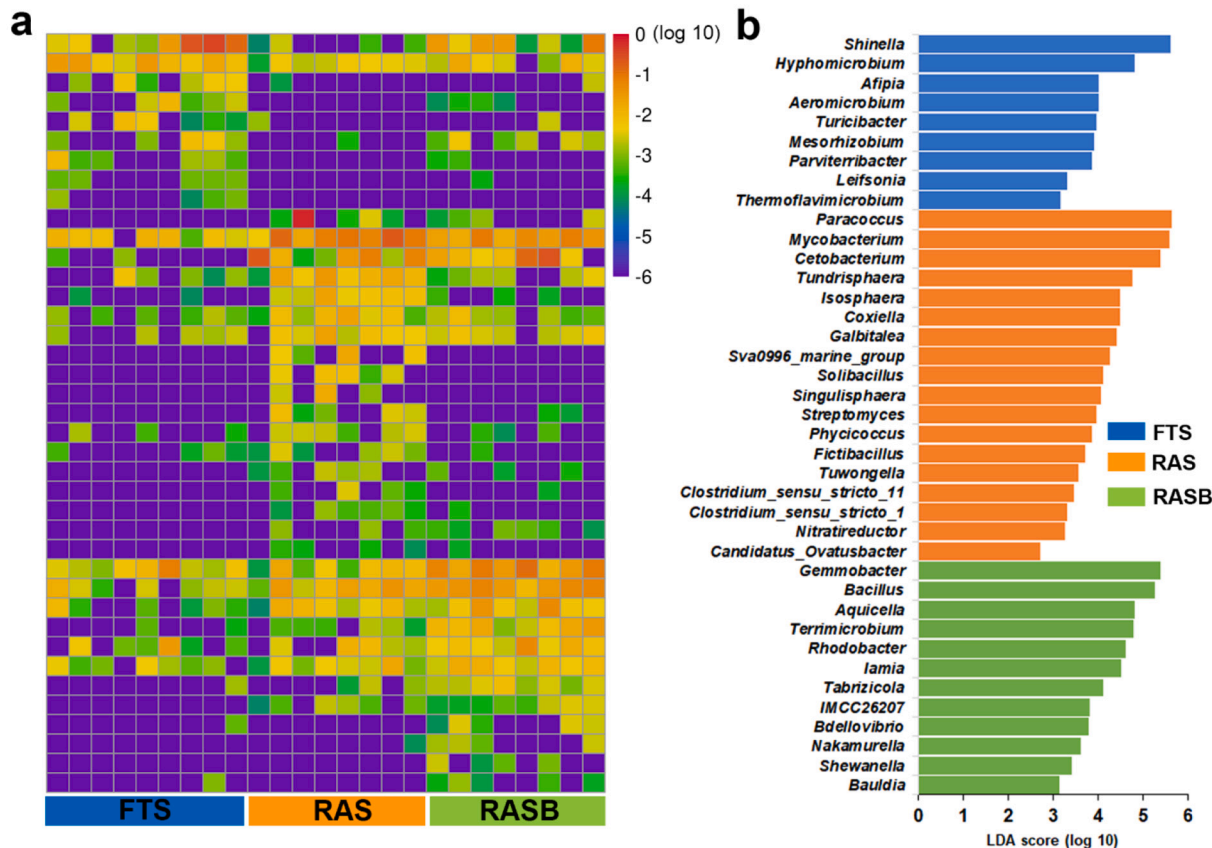 a
0 (log 10)
-1
-2
-3
-4
-5
-6
FTS
RAS
RASB
b
Shinella
Hyphomicrobium
Afipia
Aeromicrobium
Turicibacter
Mesorhizobium
Parviterribacter
Leifsonia
Thermoflavimicrobium
Paracoccus
Mycobacterium
Cetobacterium
Tundrisphaera
Isosphaera
Coxiella
Galbitalea
Sva0996_marine_group
Solibacillus
Singulisphaera
Streptomyces
Phycicoccus
Fictibacillus
Tuwongella
Clostridium_sensu_stricto_11
Clostridium_sensu_stricto_1
Nitratireductor
Candidatus_Ovatusbacter
Gemmobacter
Bacillus
Aquicella
Terrimicrobium
Rhodobacter
Iamia
Tabrizicola
IMCC26207
Bdellovibrio
Nakamurella
Shewanella
Bauldia
FTS
RAS
RASB
0 1 2 3 4 5 6
LDA score (log 10)